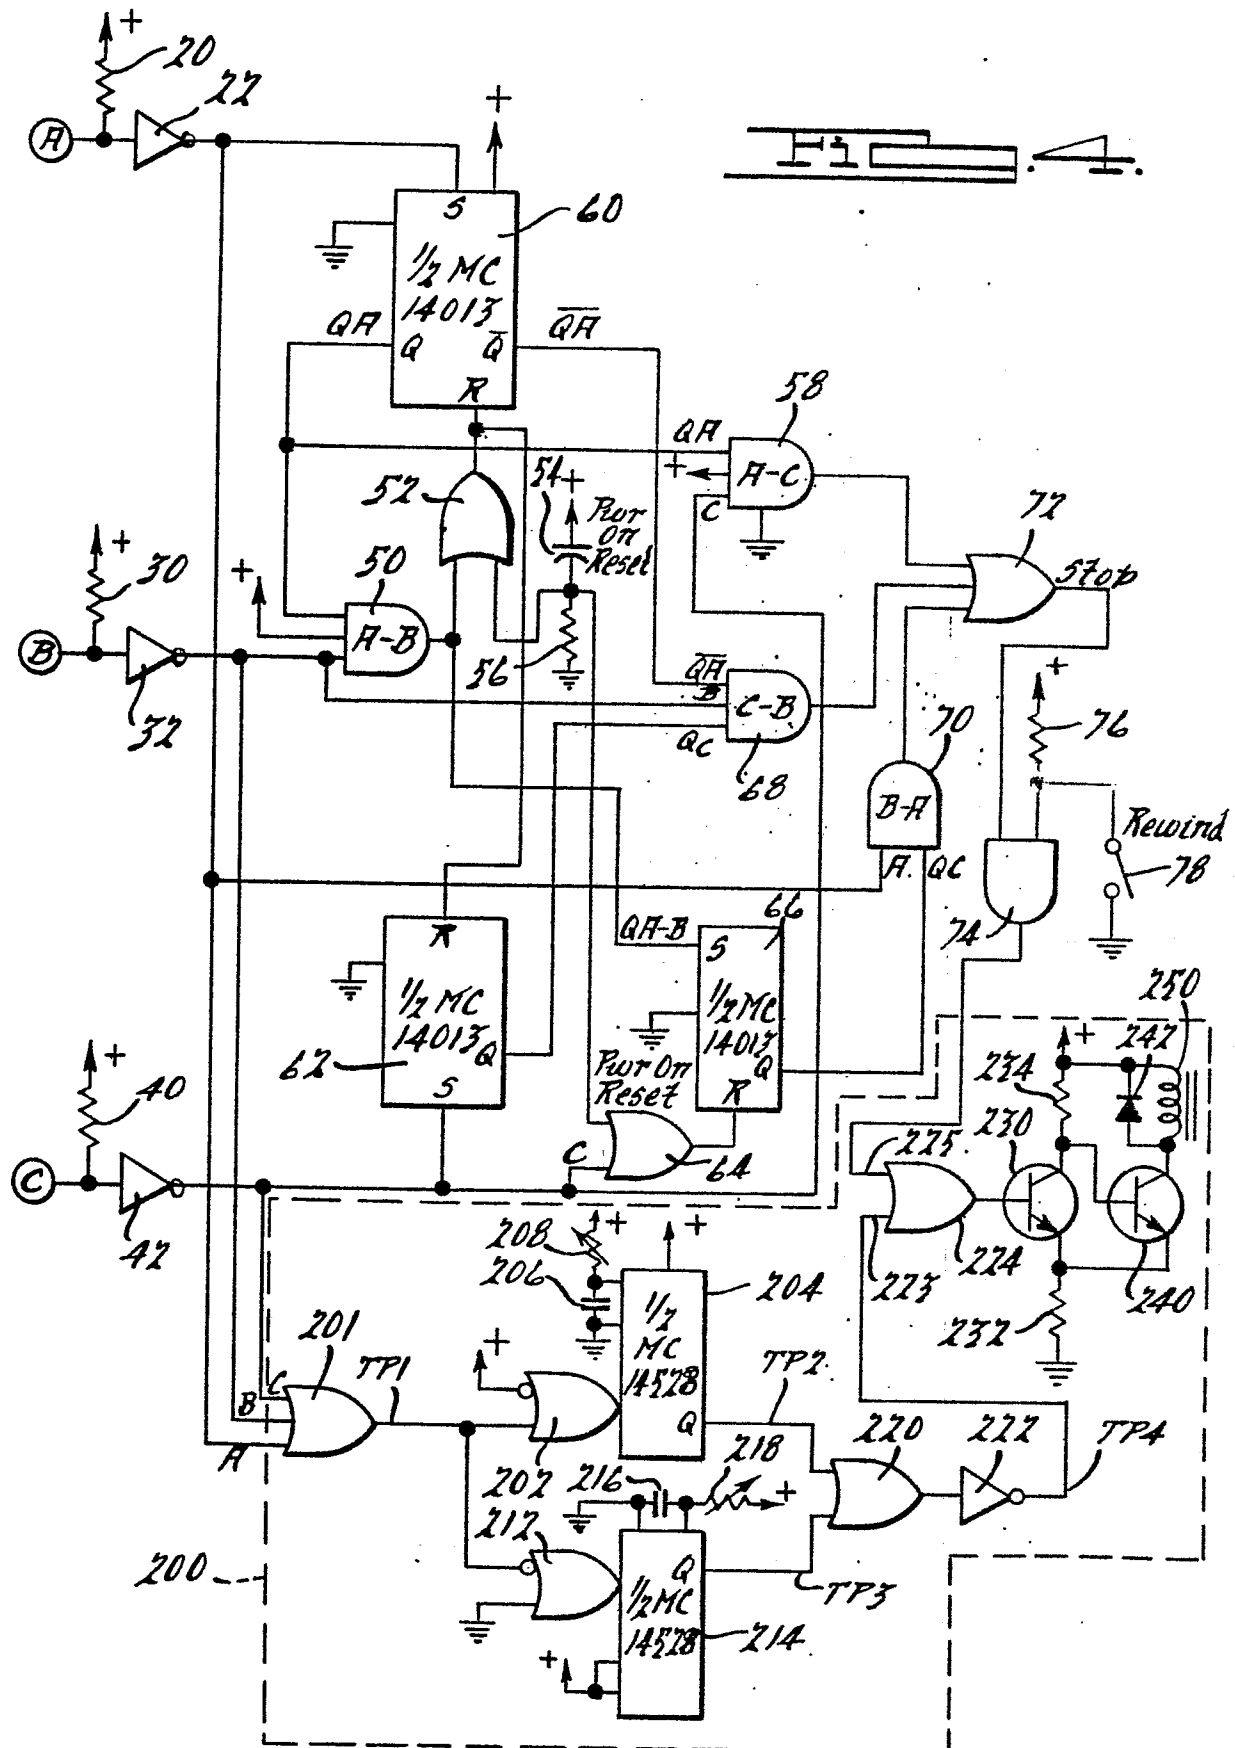 +
20
22
A
+
FIG. 4.
S
60
1/2 MC
14013
QA
Q
Q̅
Q̅A̅
R
58
QA
+
A-C
C
52
54
+
Pwr
On
Reset
72
Stop
+
30
50
+
A-B
B
32
56
Q̅A̅
B
C-B
QC
68
+
76
70
B-A
A.
QC
Rewind
78
74
R
QA-B
66
S
1/2 MC
14013
Q
62
S
1/2 MC
14013
Q
R
Pwr On
Reset
C
64
+
40
C
42
250
+
242
234
230
225
223
224
240
232
208
+
+
206
204
1/2
MC
14528
Q
201
TP1
C
B
A
+
202
TP2
218
216
+
220
222
TP4
212
Q
1/2 MC
14528
TP3
214
+
200